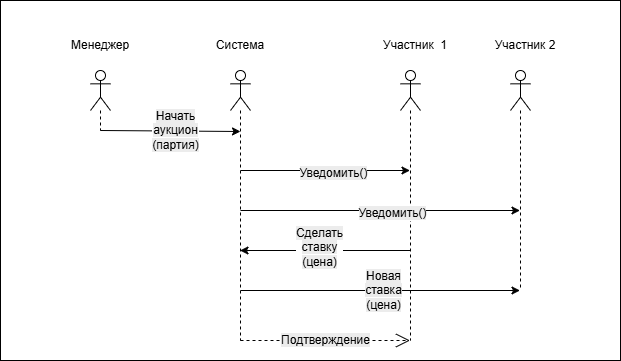 Менеджер
Система
Участник 1
Участник 2
Начать
аукцион
(партия)
Уведомить()
Уведомить()
Сделать
ставку
(цена)
Новая
ставка
(цена)
Подтверждение